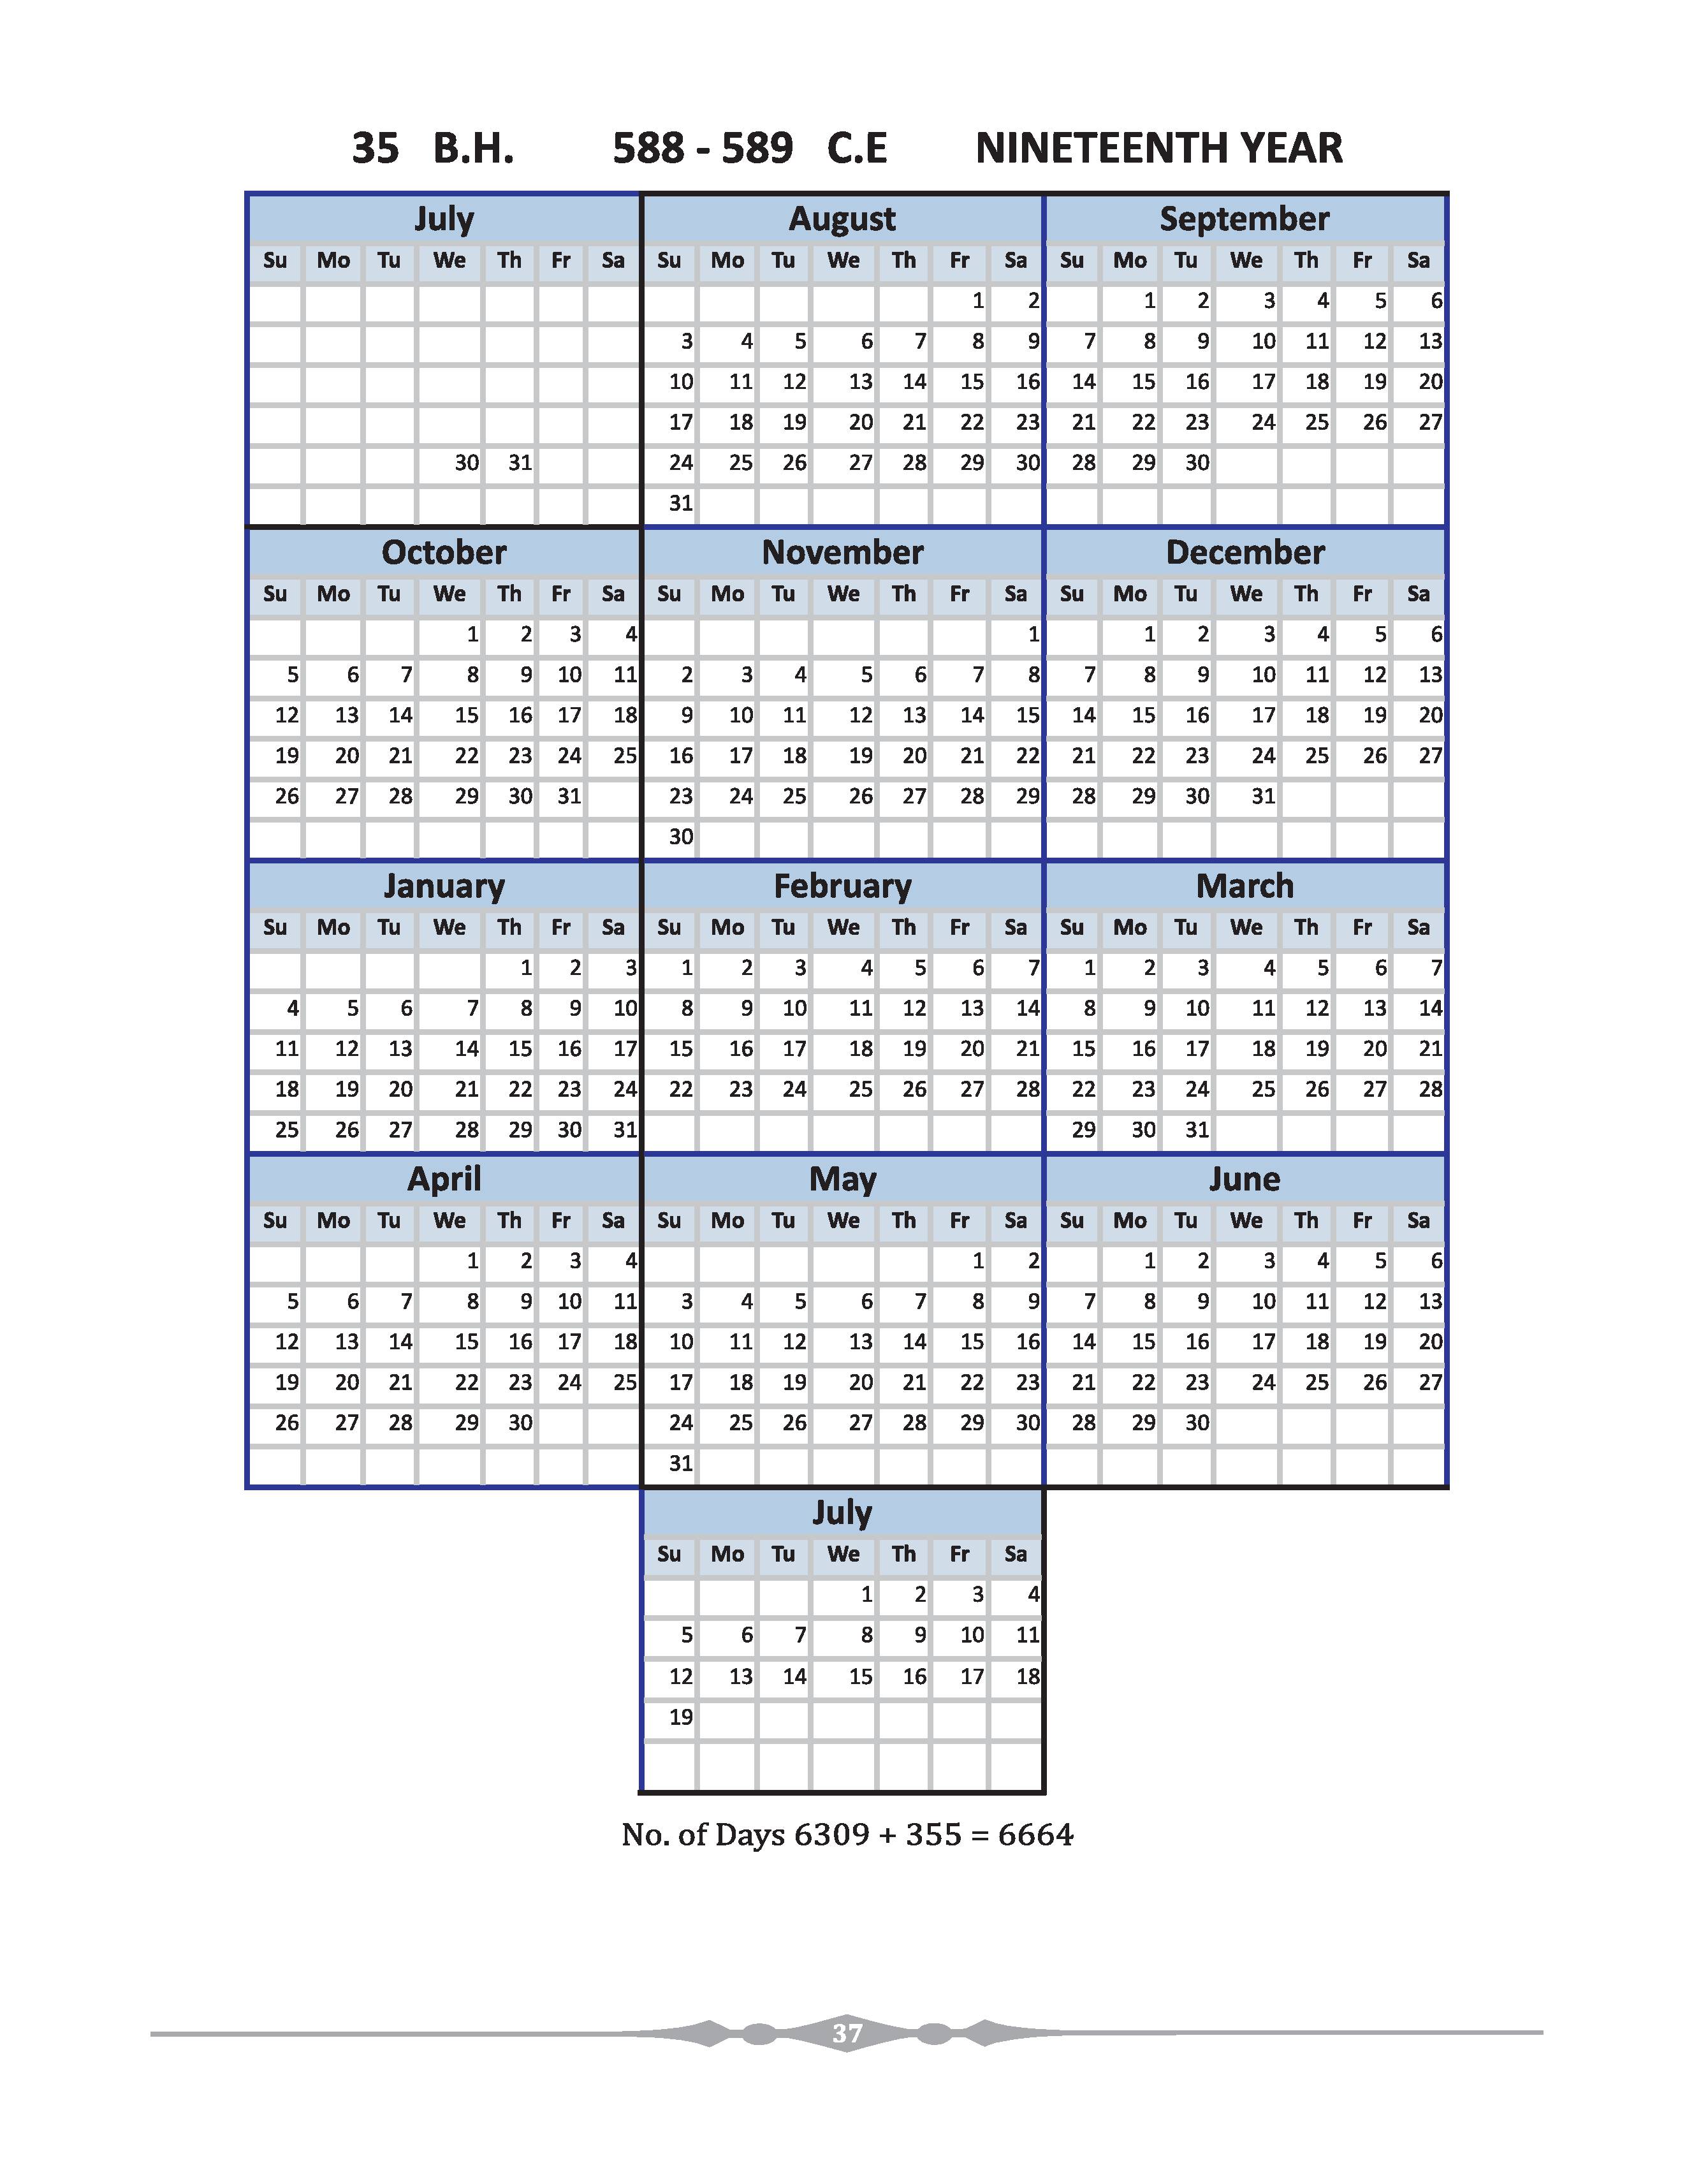 35 B.H. 588 - 589 C.E NINETEENTH YEAR
July August September
Su Mo Tu We Th Fr Sa Su Mo Tu We Th Fr Sa Su Mo Tu We Th Fr Sa
1 2 1 2 3 4 5 6
3 4 5 6 7 8 9 7 8 9 10 11 12 13
10 11 12 13 14 15 16 14 15 16 17 18 19 20
17 18 19 20 21 22 23 21 22 23 24 25 26 27
30 31 24 25 26 27 28 29 30 28 29 30
31
October November December
Su Mo Tu We Th Fr Sa Su Mo Tu We Th Fr Sa Su Mo Tu We Th Fr Sa
1 2 3 4 1 1 2 3 4 5 6
5 6 7 8 9 10 11 2 3 4 5 6 7 8 7 8 9 10 11 12 13
12 13 14 15 16 17 18 9 10 11 12 13 14 15 14 15 16 17 18 19 20
19 20 21 22 23 24 25 16 17 18 19 20 21 22 21 22 23 24 25 26 27
26 27 28 29 30 31 23 24 25 26 27 28 29 28 29 30 31
30
January February March
Su Mo Tu We Th Fr Sa Su Mo Tu We Th Fr Sa Su Mo Tu We Th Fr Sa
1 2 3 1 2 3 4 5 6 7 1 2 3 4 5 6 7
4 5 6 7 8 9 10 8 9 10 11 12 13 14 8 9 10 11 12 13 14
11 12 13 14 15 16 17 15 16 17 18 19 20 21 15 16 17 18 19 20 21
18 19 20 21 22 23 24 22 23 24 25 26 27 28 22 23 24 25 26 27 28
25 26 27 28 29 30 31 29 30 31
April May June
Su Mo Tu We Th Fr Sa Su Mo Tu We Th Fr Sa Su Mo Tu We Th Fr Sa
1 2 3 4 1 2 1 2 3 4 5 6
5 6 7 8 9 10 11 3 4 5 6 7 8 9 7 8 9 10 11 12 13
12 13 14 15 16 17 18 10 11 12 13 14 15 16 14 15 16 17 18 19 20
19 20 21 22 23 24 25 17 18 19 20 21 22 23 21 22 23 24 25 26 27
26 27 28 29 30 24 25 26 27 28 29 30 28 29 30
31
July
Su Mo Tu We Th Fr Sa
1 2 3 4
5 6 7 8 9 10 11
12 13 14 15 16 17 18
19
No. of Days 6309 + 355 = 6664
37